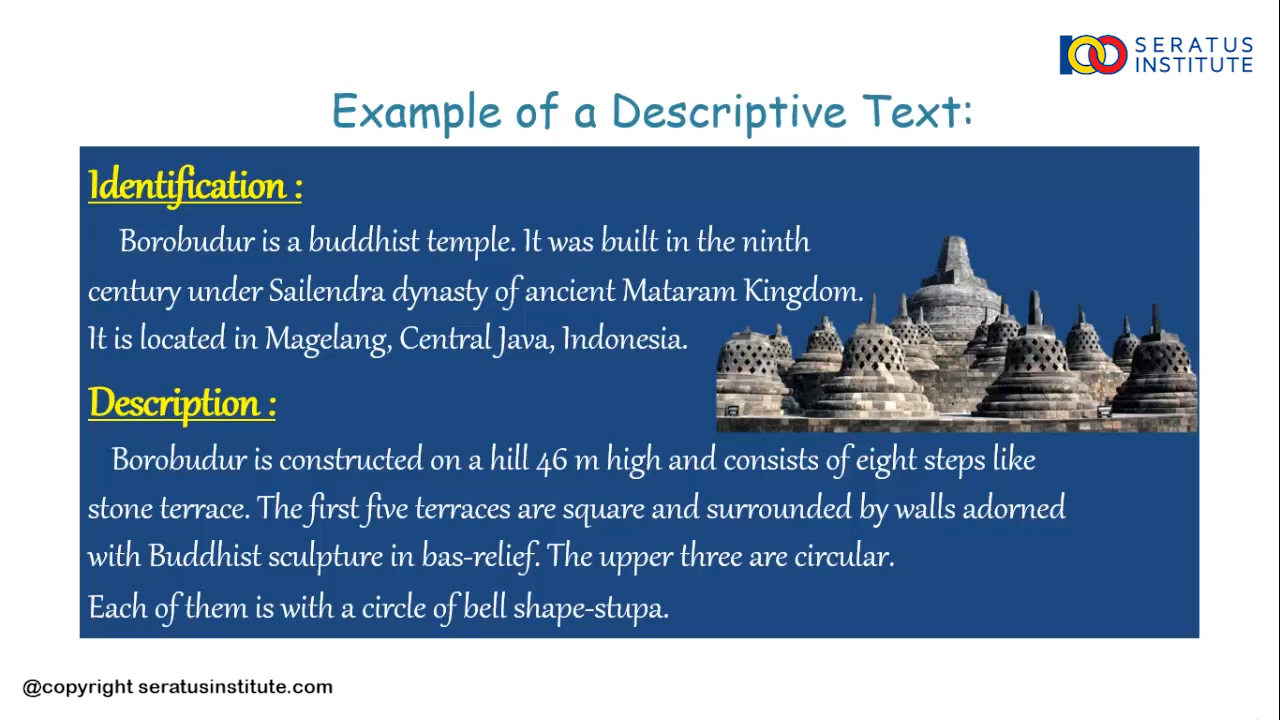 SERATUS
INSTITUTE
Example of a Descriptive Text:
Identification :
Borobudur is a buddhist temple. It was built in the ninth
century under Sailendra dynasty of ancient Mataram Kingdom.
It is located in Magelang, Central Java, Indonesia.
Description :
Borobudur is constructed on a hill 46 m high and consists of eight steps like
stone terrace. The first five terraces are square and surrounded by walls adorned
with Buddhist sculpture in bas-relief. The upper three are circular.
Each of them is with a circle of bell shape-stupa.
@copyright seratusinstitute.com